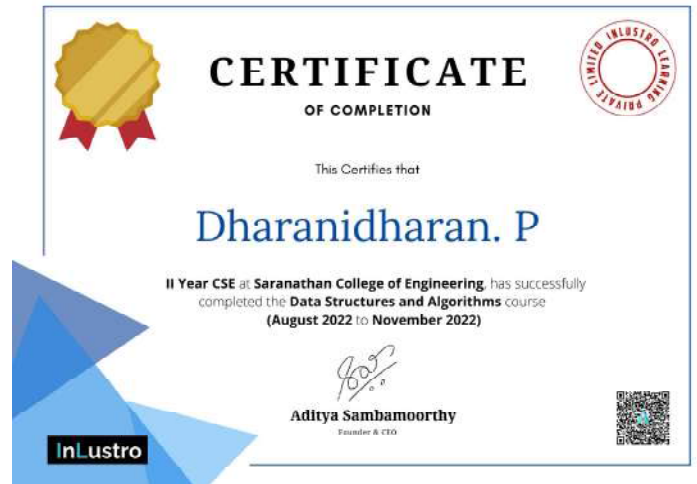 CERTIFICATE
OF COMPLETION
INLUSTRO LEARNING PRIVATE LIMITED
This Certifies that
Dharanidharan. P
II Year CSE at Saranathan College of Engineering, has successfully
completed the Data Structures and Algorithms course
(August 2022 to November 2022)
Aditya Sambamoorthy
Founder & CEO
InLustro